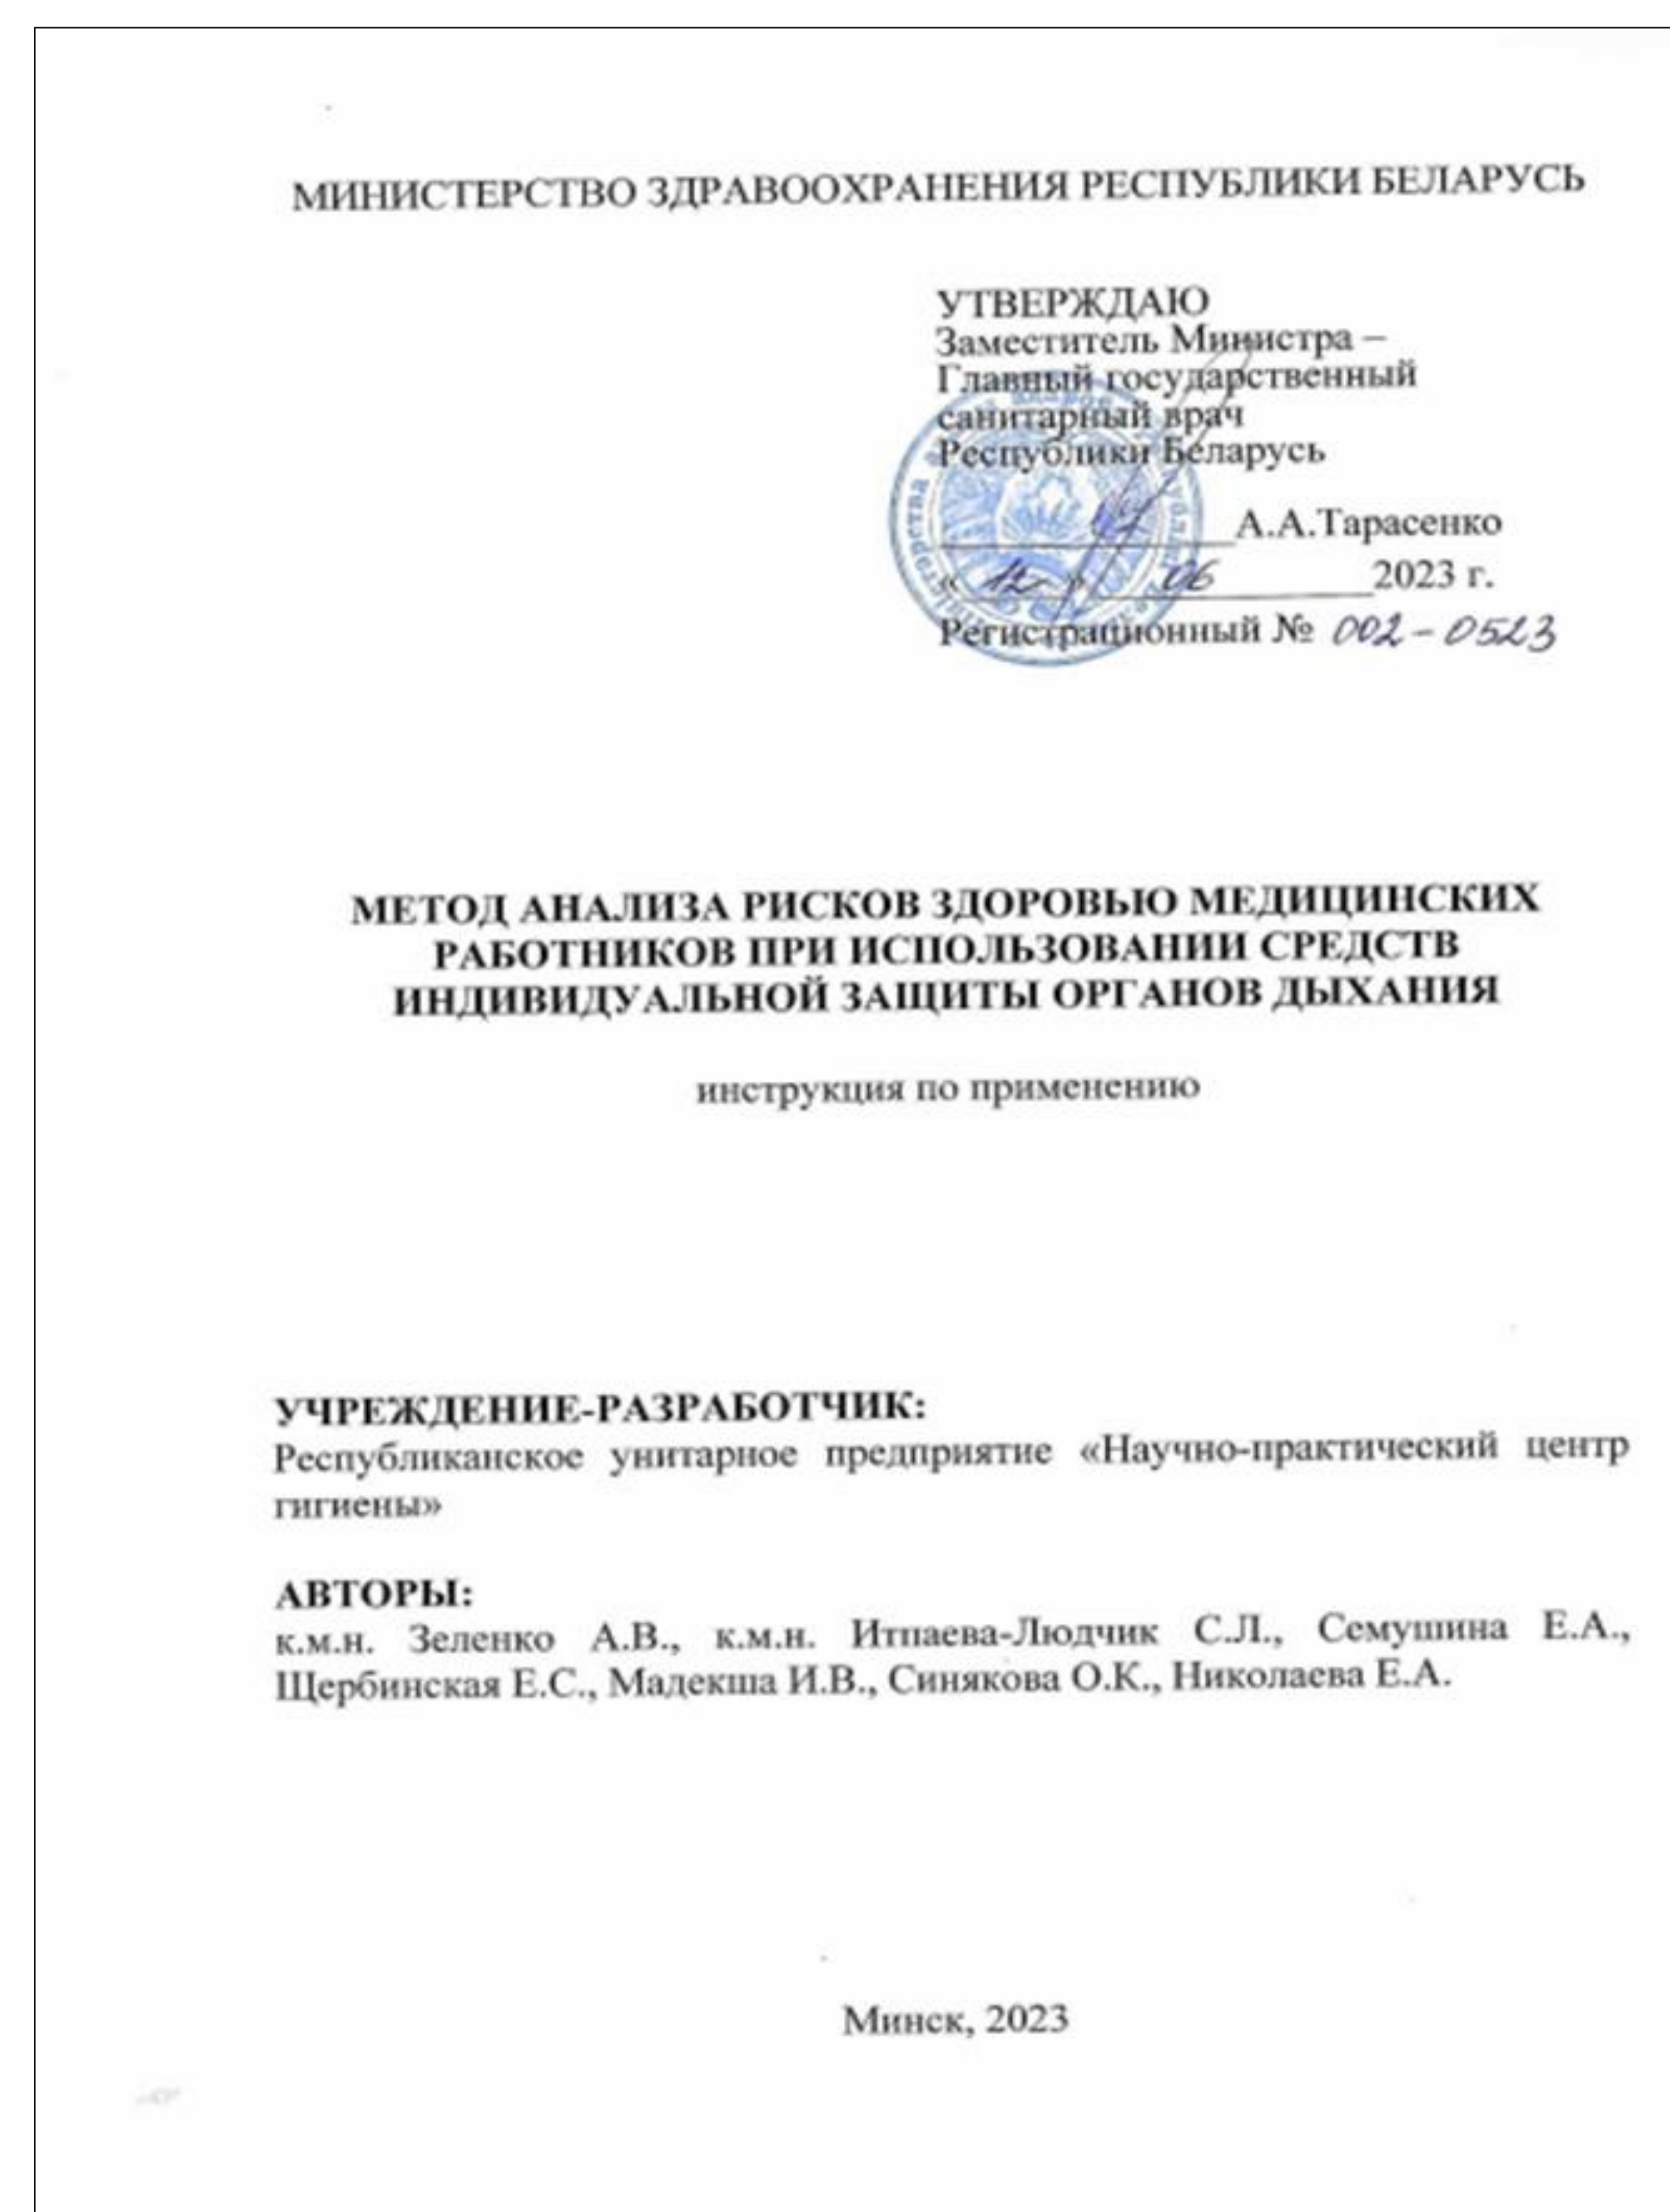 МИНИСТЕРСТВО ЗДРАВООХРАНЕНИЯ РЕСПУБЛИКИ БЕЛАРУСЬ
УТВЕРЖДАЮ
Заместитель Министра –
Главный государственный
санитарный врач
Республики Беларусь
А.А.Тарасенко
« 12 » 06 2023 г.
Регистрационный № 002-0523
МЕТОД АНАЛИЗА РИСКОВ ЗДОРОВЬЮ МЕДИЦИНСКИХ
РАБОТНИКОВ ПРИ ИСПОЛЬЗОВАНИИ СРЕДСТВ
ИНДИВИДУАЛЬНОЙ ЗАЩИТЫ ОРГАНОВ ДЫХАНИЯ
инструкция по применению
УЧРЕЖДЕНИЕ-РАЗРАБОТЧИК:
Республиканское унитарное предприятие «Научно-практический центр
гигиены»
АВТОРЫ:
к.м.н. Зеленко А.В., к.м.н. Итпаева-Людчик С.Л., Семушина Е.А.,
Щербинская Е.С., Мадекша И.В., Синякова О.К., Николаева Е.А.
Минск, 2023